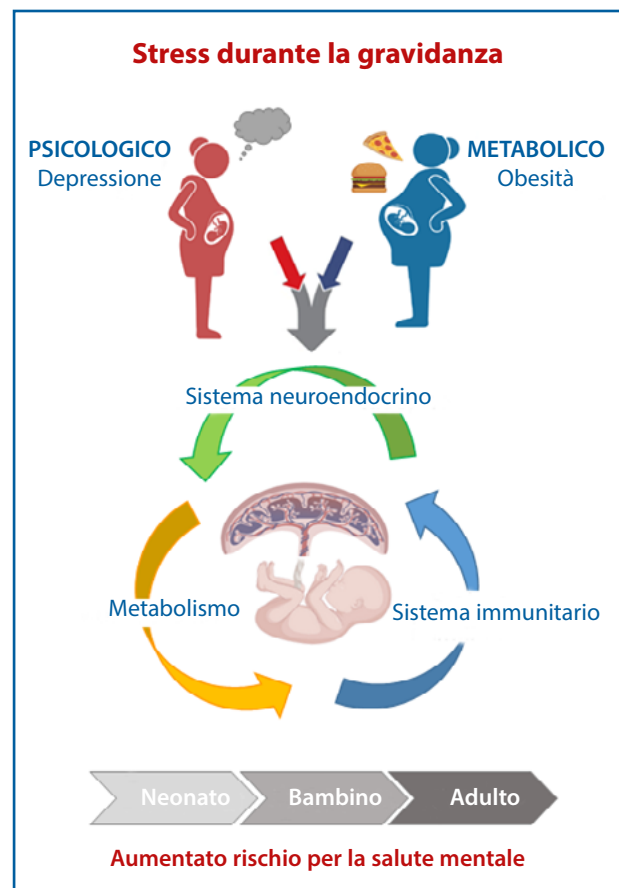 Stress durante la gravidanza
PSICOLOGICO
Depressione
METABOLICO
Obesità
Sistema neuroendocrino
Metabolismo
Sistema immunitario
Neonato
Bambino
Adulto
Aumentato rischio per la salute mentale